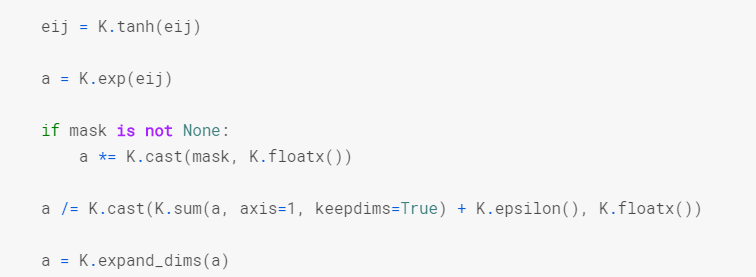 eij = K.tanh(eij)
a = K.exp(eij)
if mask is not None:
    a *= K.cast(mask, K.floatx())
a /= K.cast(K.sum(a, axis=1, keepdims=True) + K.epsilon(), K.floatx())
a = K.expand_dims(a)